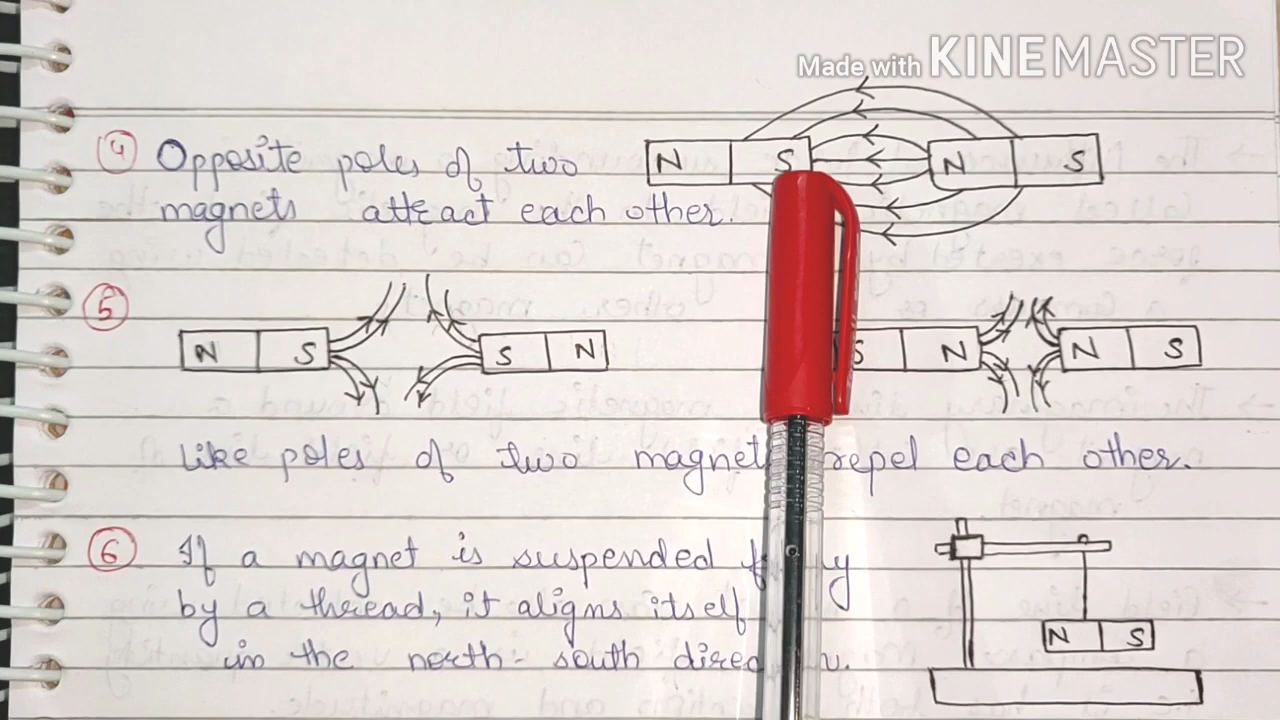 Made with KINEMASTER
4 Opposite poles of two
magnets attract each other.
N S N S
5
N S S N S N N S
Like poles of two magnet repel each other.
6 If a magnet is suspended
by a thread, it aligns itself
in the north-south
N S